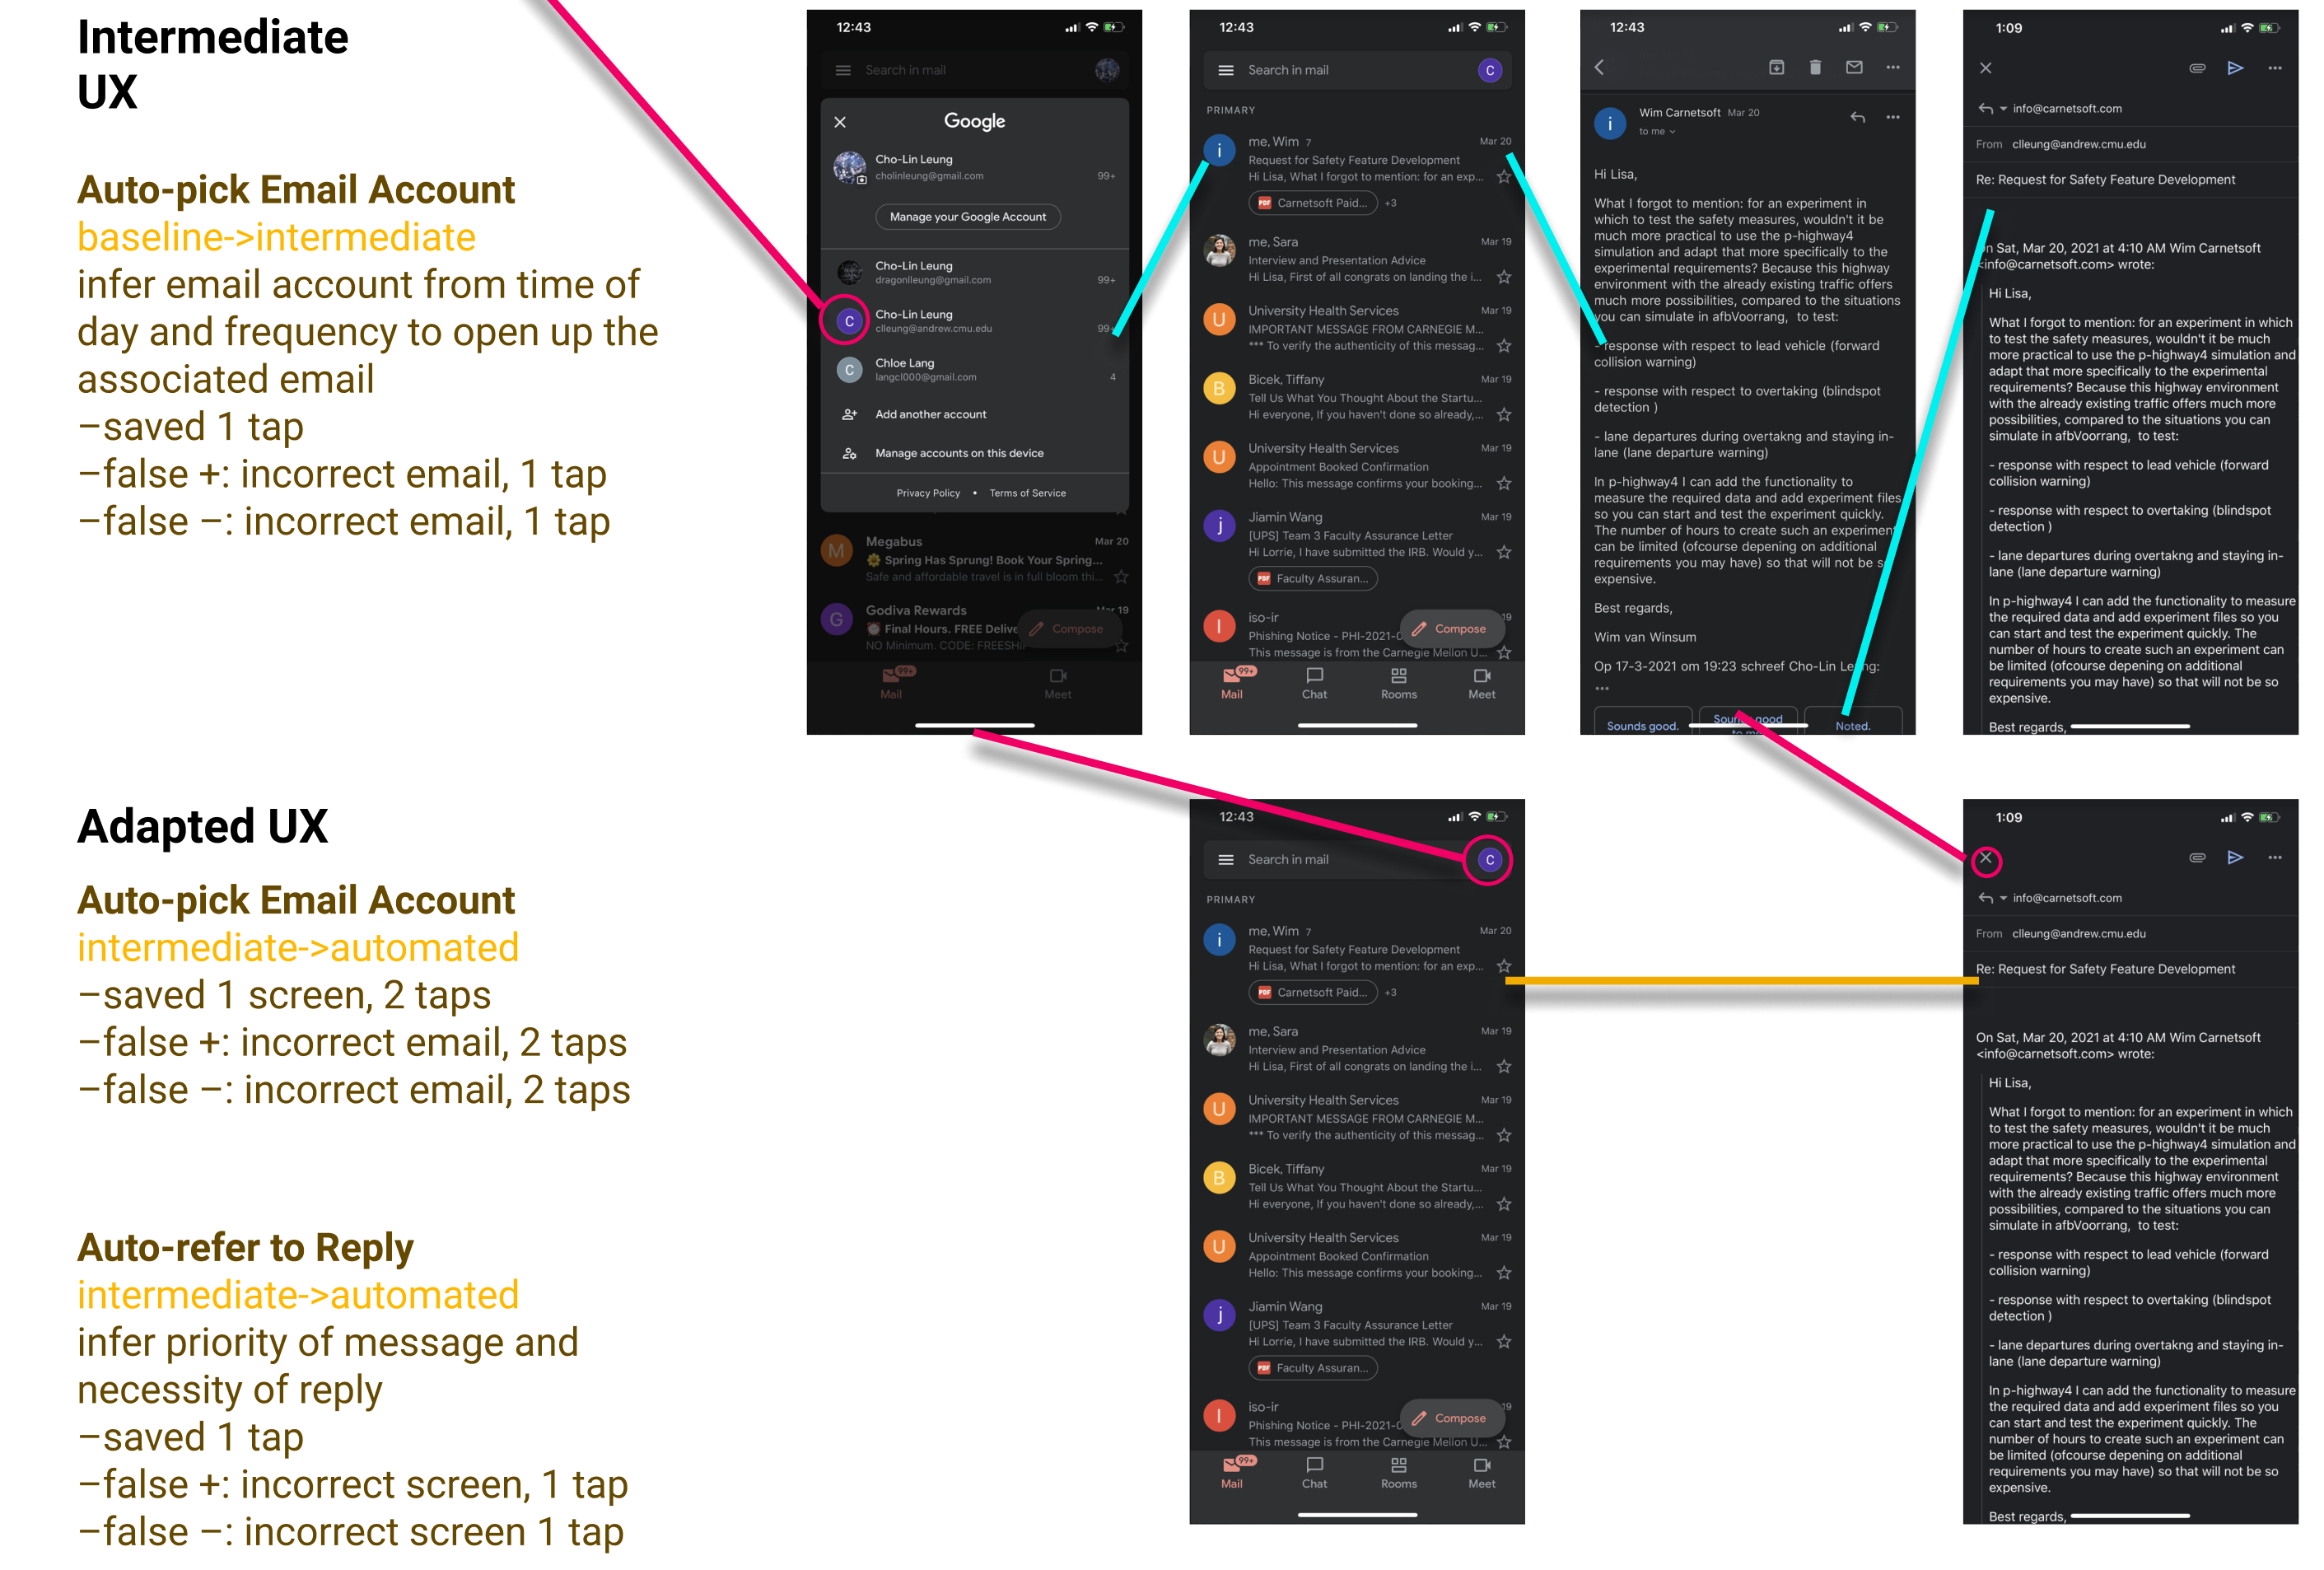 Intermediate
UX
Auto-pick Email Account
baseline->intermediate
infer email account from time of
day and frequency to open up the
associated email
–saved 1 tap
–false +: incorrect email, 1 tap
–false –: incorrect email, 1 tap
12:43
Search in mail
Google
Cho-Lin Leung
cholinleung@gmail.com
99+
Manage your Google Account
Cho-Lin Leung
dragonlleung@gmail.com
99+
C
Cho-Lin Leung
clleung@andrew.cmu.edu
99+
C
Chloe Lang
langcl000@gmail.com
4
Add another account
Manage accounts on this device
Privacy Policy • Terms of Service
M
Megabus
Mar 20
Spring Has Sprung! Book Your Spring...
Safe and affordable travel is in full bloom thi...
G
Godiva Rewards
Mar 19
Final Hours. FREE Delive
NO Minimum. CODE: FREESHI
Compose
99+
Mail
Meet
12:43
Search in mail
C
PRIMARY
i
me, Wim 7
Mar 20
Request for Safety Feature Development
Hi Lisa, What I forgot to mention: for an exp...
PDF Carnetsoft Paid... +3
me, Sara
Mar 19
Interview and Presentation Advice
Hi Lisa, First of all congrats on landing the i...
U
University Health Services
Mar 19
IMPORTANT MESSAGE FROM CARNEGIE M...
*** To verify the authenticity of this messag...
B
Bicek, Tiffany
Mar 19
Tell Us What You Thought About the Startu...
Hi everyone, If you haven't done so already,...
U
University Health Services
Mar 19
Appointment Booked Confirmation
Hello: This message confirms your booking...
j
Jiamin Wang
Mar 19
[UPS] Team 3 Faculty Assurance Letter
Hi Lorrie, I have submitted the IRB. Would y...
PDF Faculty Assuran...
I
iso-ir
19
Phishing Notice - PHI-2021-0
This message is from the Carnegie Mellon U...
Compose
99+
Mail
Chat
Rooms
Meet
12:43
i
Wim Carnetsoft Mar 20
to me
Hi Lisa,
What I forgot to mention: for an experiment in
which to test the safety measures, wouldn't it be
much more practical to use the p-highway4
simulation and adapt that more specifically to the
experimental requirements? Because this highway
environment with the already existing traffic offers
much more possibilities, compared to the situations
you can simulate in afbVoorrang, to test:
- response with respect to lead vehicle (forward
collision warning)
- response with respect to overtaking (blindspot
detection )
- lane departures during overtakng and staying in-
lane (lane departure warning)
In p-highway4 I can add the functionality to
measure the required data and add experiment files
so you can start and test the experiment quickly.
The number of hours to create such an experiment
can be limited (ofcourse depening on additional
requirements you may have) so that will not be so
expensive.
Best regards,
Wim van Winsum
Op 17-3-2021 om 19:23 schreef Cho-Lin Leung:
Sounds good.
Sounds good
to me
Noted.
1:09
info@carnetsoft.com
From clleung@andrew.cmu.edu
Re: Request for Safety Feature Development
On Sat, Mar 20, 2021 at 4:10 AM Wim Carnetsoft
<info@carnetsoft.com> wrote:
Hi Lisa,
What I forgot to mention: for an experiment in which
to test the safety measures, wouldn't it be much
more practical to use the p-highway4 simulation and
adapt that more specifically to the experimental
requirements? Because this highway environment
with the already existing traffic offers much more
possibilities, compared to the situations you can
simulate in afbVoorrang, to test:
- response with respect to lead vehicle (forward
collision warning)
- response with respect to overtaking (blindspot
detection )
- lane departures during overtakng and staying in-
lane (lane departure warning)
In p-highway4 I can add the functionality to measure
the required data and add experiment files so you
can start and test the experiment quickly. The
number of hours to create such an experiment can
be limited (ofcourse depening on additional
requirements you may have) so that will not be so
expensive.
Best regards,
Adapted UX
Auto-pick Email Account
intermediate->automated
–saved 1 screen, 2 taps
–false +: incorrect email, 2 taps
–false –: incorrect email, 2 taps
Auto-refer to Reply
intermediate->automated
infer priority of message and
necessity of reply
–saved 1 tap
–false +: incorrect screen, 1 tap
–false –: incorrect screen 1 tap
12:43
Search in mail
C
PRIMARY
i
me, Wim 7
Mar 20
Request for Safety Feature Development
Hi Lisa, What I forgot to mention: for an exp...
PDF Carnetsoft Paid... +3
me, Sara
Mar 19
Interview and Presentation Advice
Hi Lisa, First of all congrats on landing the i...
U
University Health Services
Mar 19
IMPORTANT MESSAGE FROM CARNEGIE M...
*** To verify the authenticity of this messag...
B
Bicek, Tiffany
Mar 19
Tell Us What You Thought About the Startu...
Hi everyone, If you haven't done so already,...
U
University Health Services
Mar 19
Appointment Booked Confirmation
Hello: This message confirms your booking...
j
Jiamin Wang
Mar 19
[UPS] Team 3 Faculty Assurance Letter
Hi Lorrie, I have submitted the IRB. Would y...
PDF Faculty Assuran...
I
iso-ir
19
Phishing Notice - PHI-2021-0
This message is from the Carnegie Mellon U...
Compose
99+
Mail
Chat
Rooms
Meet
1:09
info@carnetsoft.com
From clleung@andrew.cmu.edu
Re: Request for Safety Feature Development
On Sat, Mar 20, 2021 at 4:10 AM Wim Carnetsoft
<info@carnetsoft.com> wrote:
Hi Lisa,
What I forgot to mention: for an experiment in which
to test the safety measures, wouldn't it be much
more practical to use the p-highway4 simulation and
adapt that more specifically to the experimental
requirements? Because this highway environment
with the already existing traffic offers much more
possibilities, compared to the situations you can
simulate in afbVoorrang, to test:
- response with respect to lead vehicle (forward
collision warning)
- response with respect to overtaking (blindspot
detection )
- lane departures during overtakng and staying in-
lane (lane departure warning)
In p-highway4 I can add the functionality to measure
the required data and add experiment files so you
can start and test the experiment quickly. The
number of hours to create such an experiment can
be limited (ofcourse depening on additional
requirements you may have) so that will not be so
expensive.
Best regards,